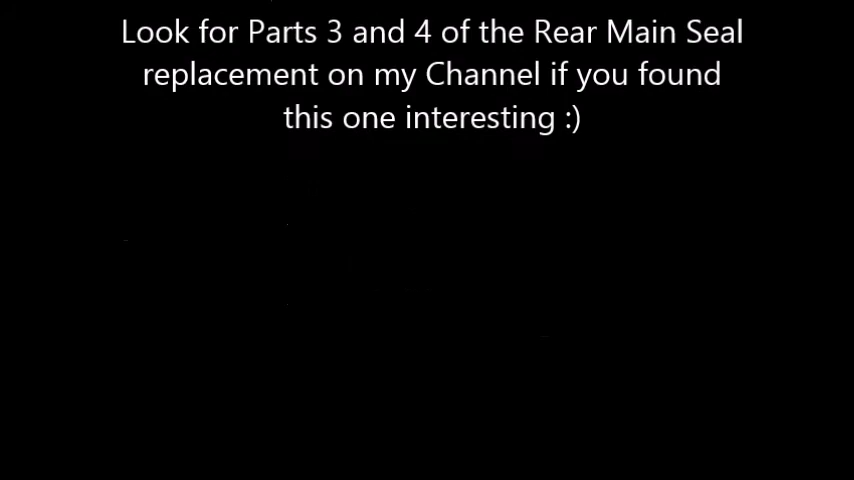 Look for Parts 3 and 4 of the Rear Main Seal
replacement on my Channel if you found
this one interesting :)